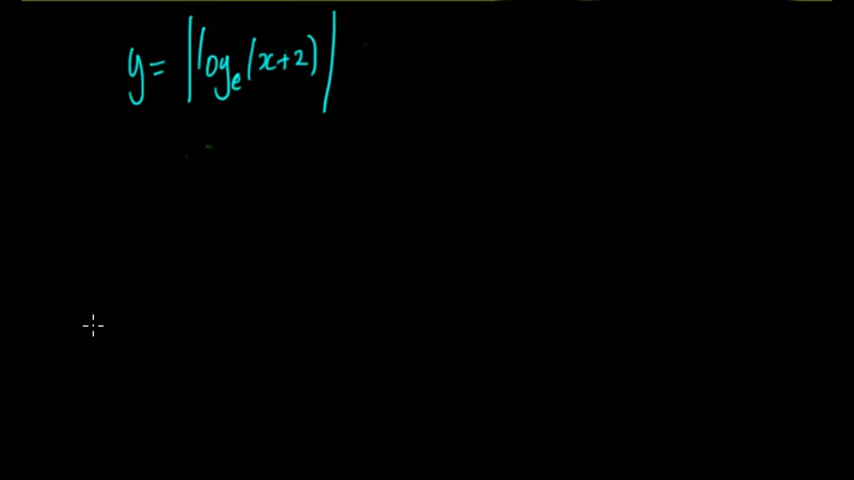 y = |logₑ(x+2)|